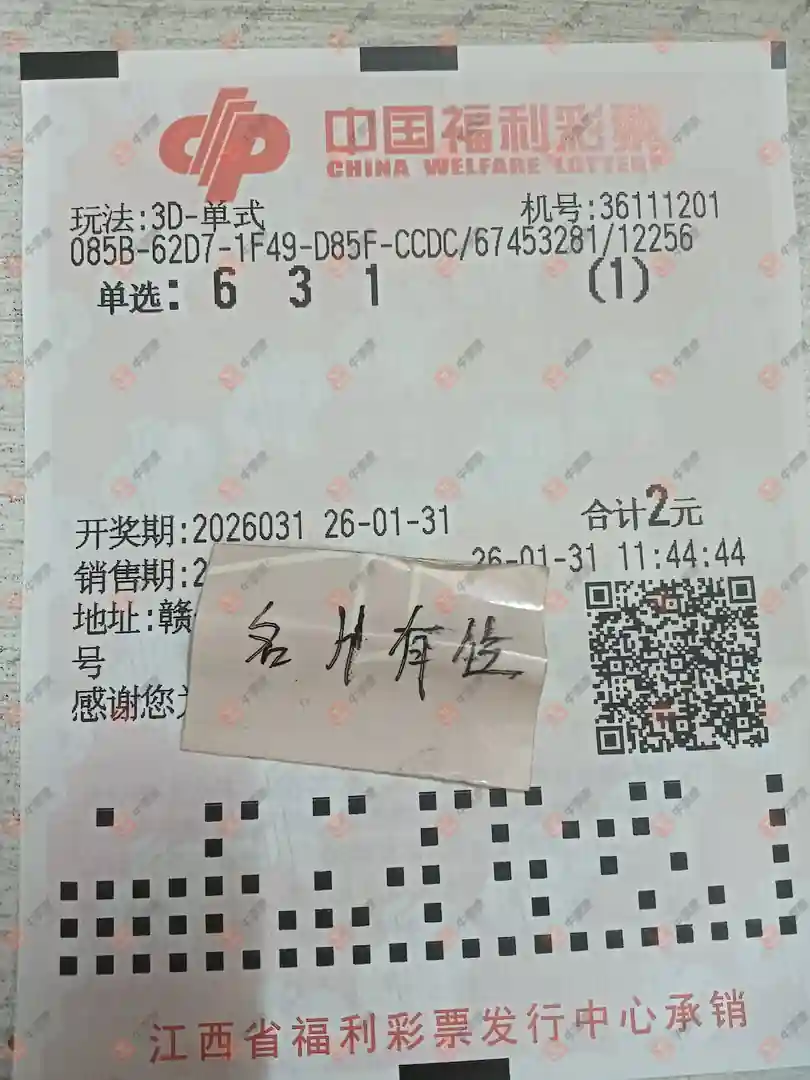 中国福利彩票
CHINA WELFARE LOTTERY
玩法:3D-单式 机号:36111201
085B-62D7-1F49-D85F-CCDC/67453281/12256
单选: 6 3 1 (1)
开奖期:2026031 26-01-31 合计2元
销售期:2 26-01-31 11:44:44
地址:赣
号
感谢您为
名 片 有 售
江西省福利彩票发行中心承销